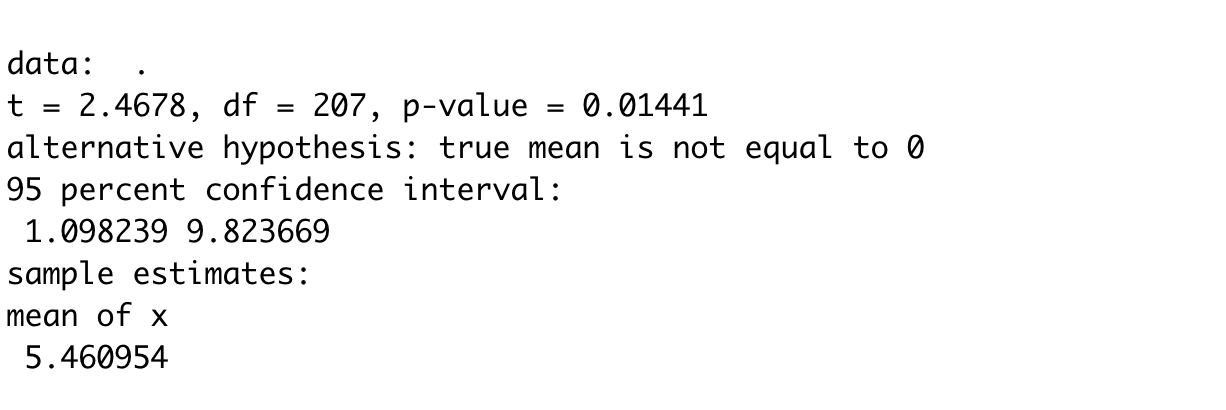 data:  .
t = 2.4678, df = 207, p-value = 0.01441
alternative hypothesis: true mean is not equal to 0
95 percent confidence interval:
 1.098239 9.823669
sample estimates:
mean of x
 5.460954